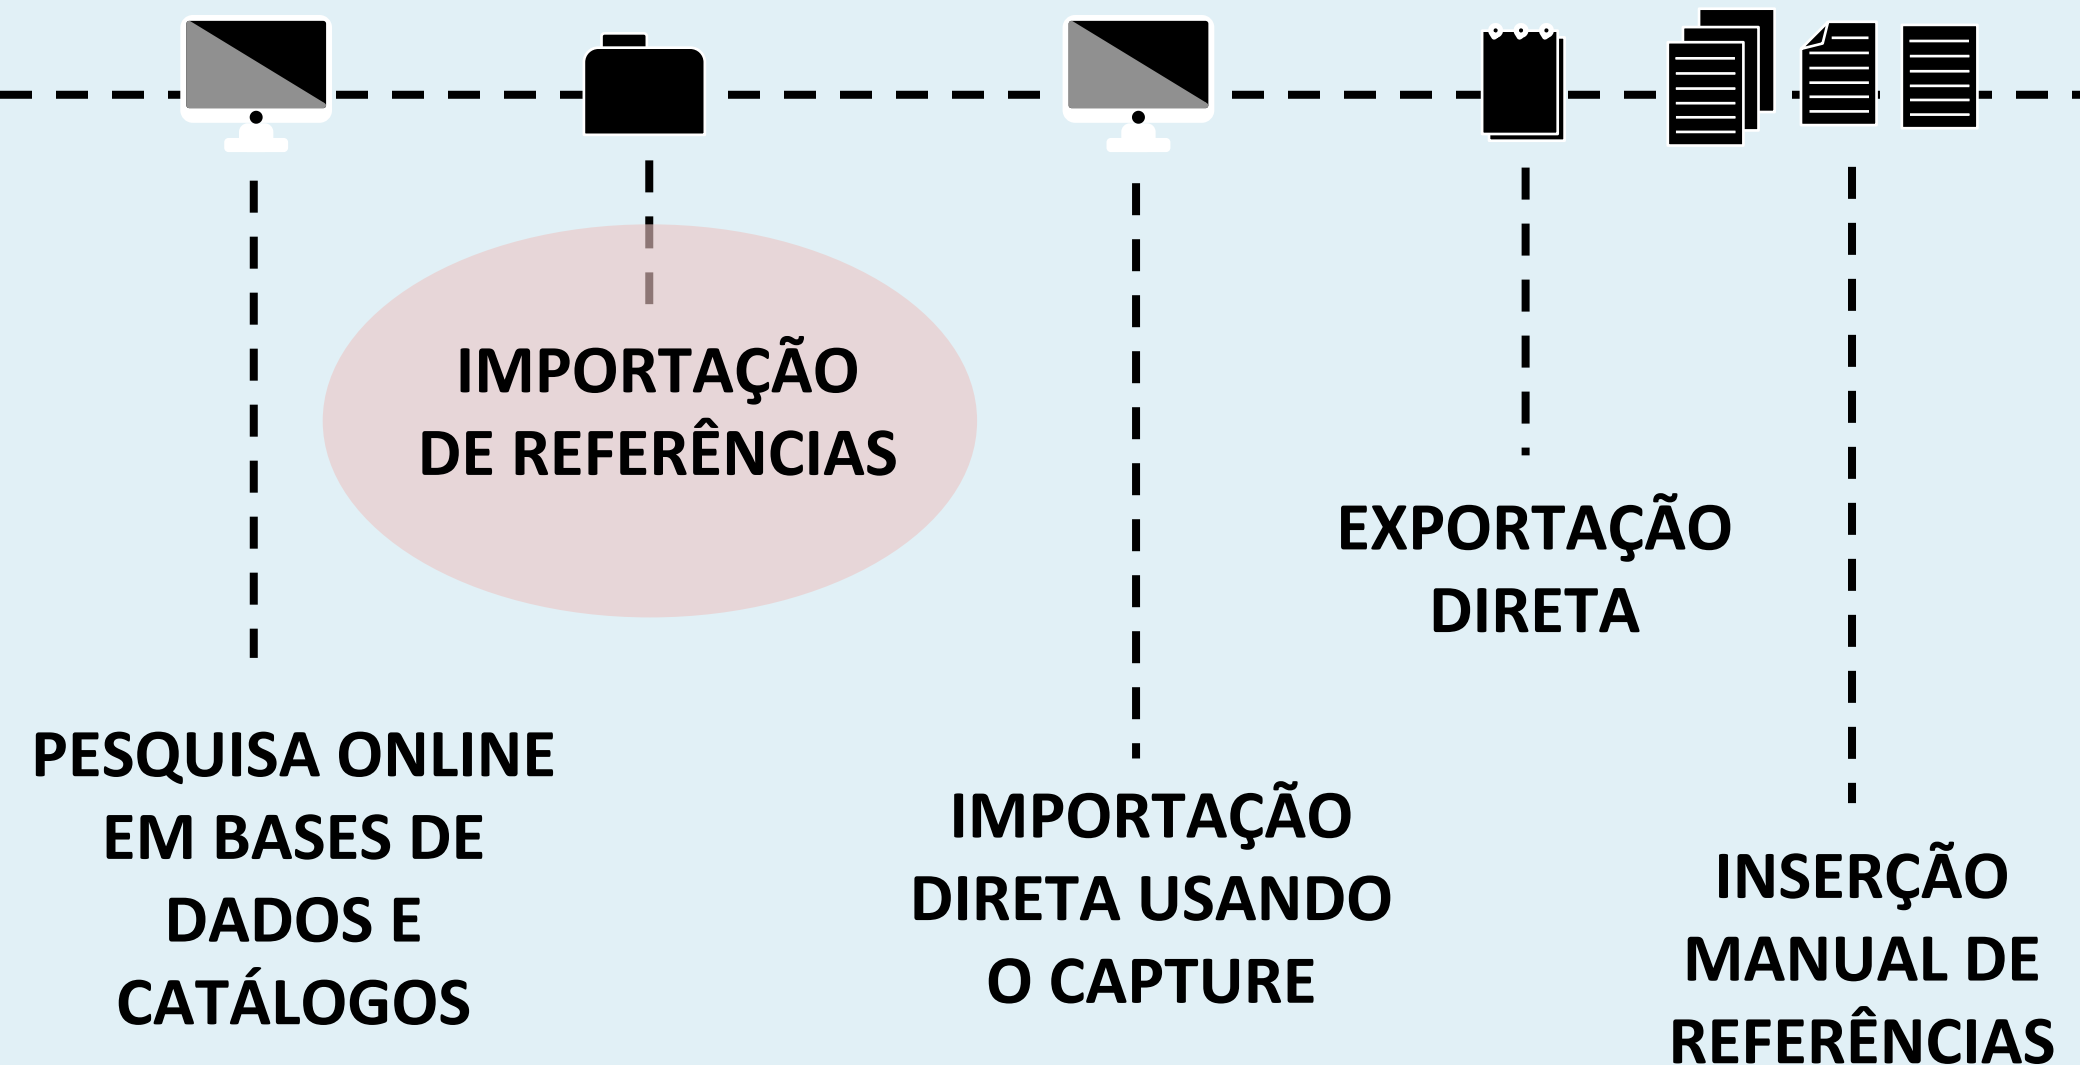 IMPORTAÇÃO
DE REFERÊNCIAS
EXPORTAÇÃO
DIRETA
PESQUISA ONLINE
EM BASES DE
DADOS E
CATÁLOGOS
IMPORTAÇÃO
DIRETA USANDO
O CAPTURE
INSERÇÃO
MANUAL DE
REFERÊNCIAS